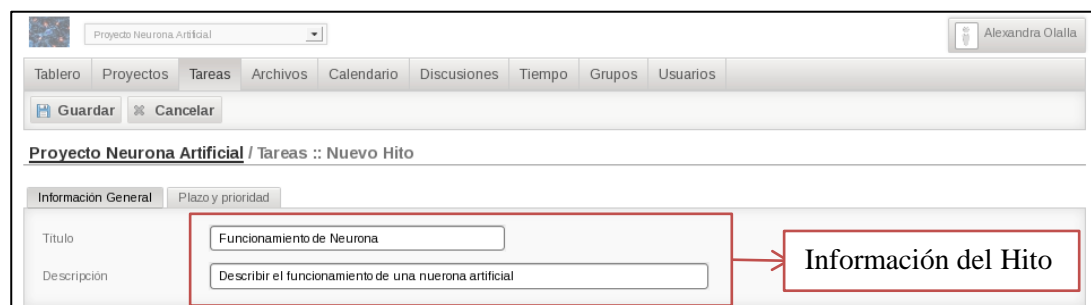 Proyecto Neurona Artificial
Alexandra Olalla
Tablero Proyectos Tareas Archivos Calendario Discusiones Tiempo Grupos Usuarios
Guardar Cancelar
Proyecto Neurona Artificial / Tareas :: Nuevo Hito
Información General Plazo y prioridad
Título Funcionamiento de Neurona
Descripción Describir el funcionamiento de una nuerona artificial
Información del Hito